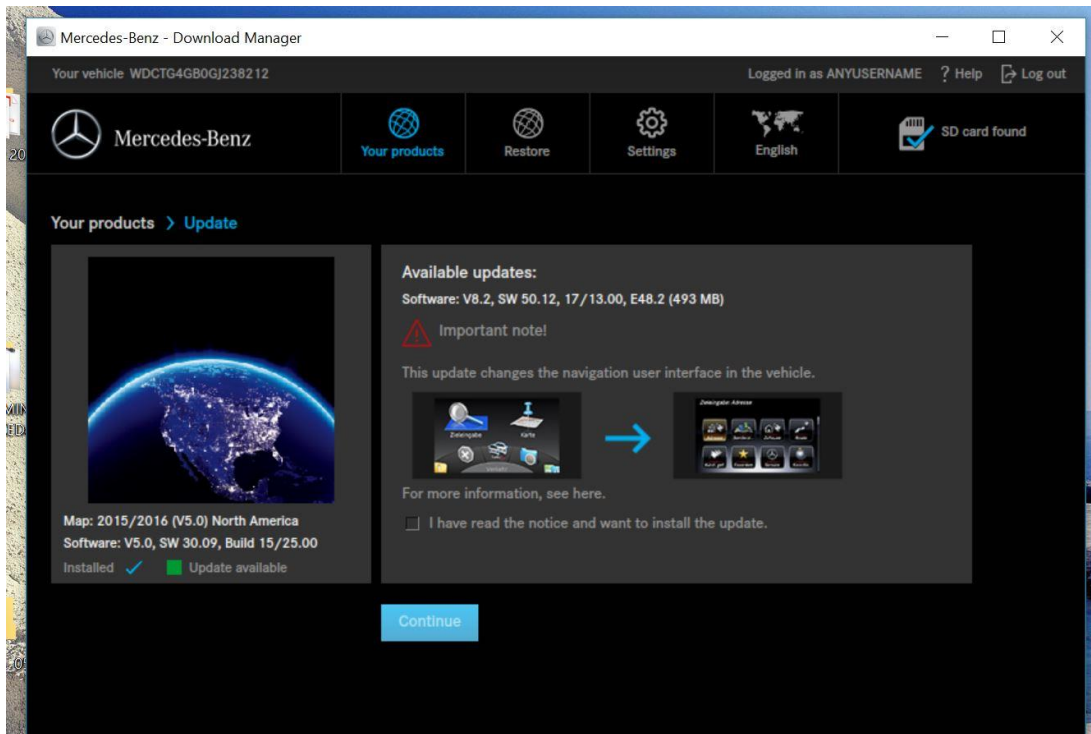 Mercedes-Benz - Download Manager
Your vehicle WDCTG4GB0GJ238212
Logged in as ANYUSERNAME ? Help Log out
Mercedes-Benz
Your products
Restore
Settings
English
SD card found
20
Your products > Update
Available updates:
Software: V8.2, SW 50.12, 17/13.00, E48.2 (493 MB)
Important note!
This update changes the navigation user interface in the vehicle.
Zieleingabe
Karte
Zieleingabe: Adresse
For more information, see here.
I have read the notice and want to install the update.
Map: 2015/2016 (V5.0) North America
Software: V5.0, SW 30.09, Build 15/25.00
Installed Update available
Continue